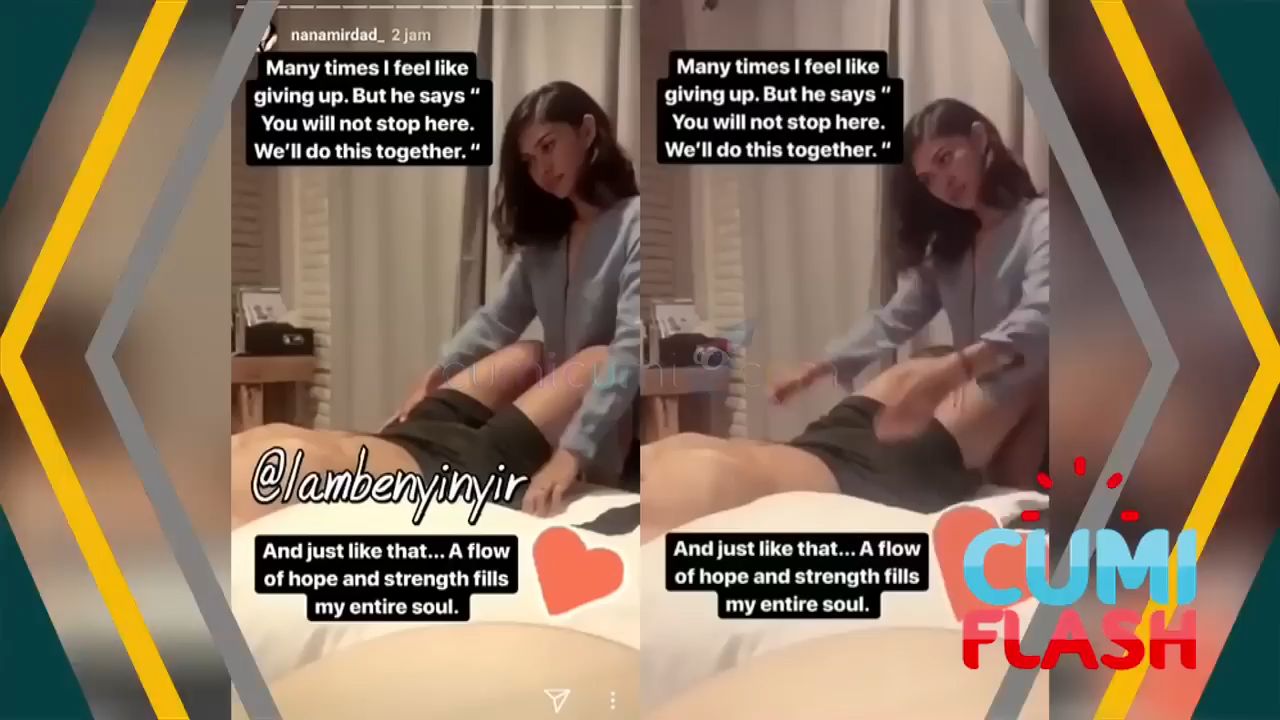 nanamirdad_ 2 jam
Many times I feel like
giving up. But he says “
You will not stop here.
We'll do this together. “
@lambenyinyir
And just like that... A flow
of hope and strength fills
my entire soul.
Many times I feel like
giving up. But he says “
You will not stop here.
We'll do this together. “
And just like that... A flow
of hope and strength fills
my entire soul.
CUMI
FLASH